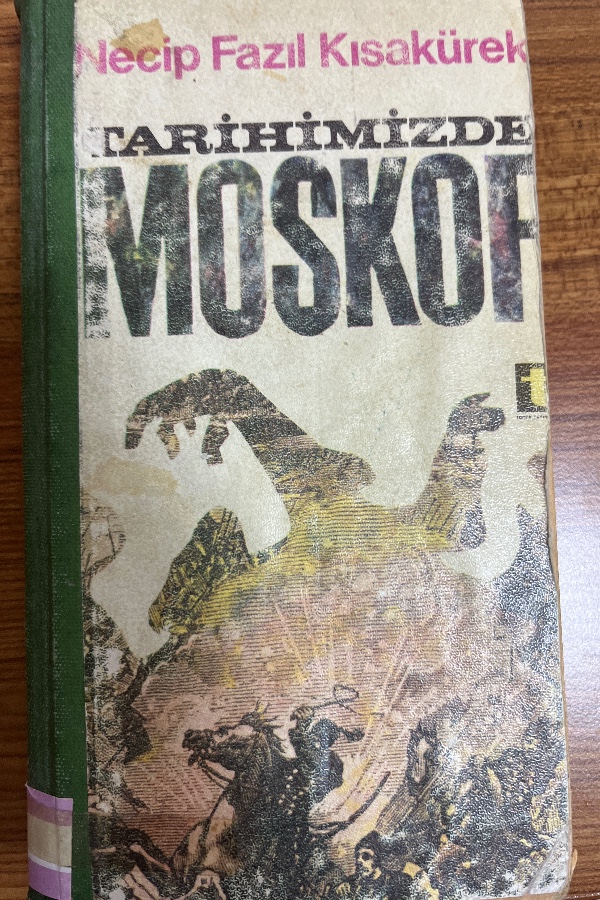 Necip Fazıl Kısakürek
TARİHİMİZDE
MOSKOF
t